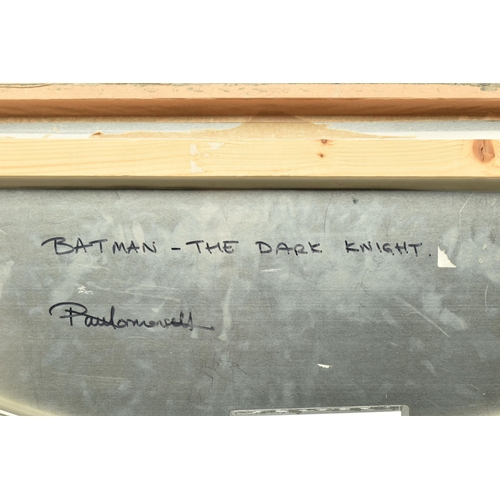 BATMAN - THE DARK KNIGHT.